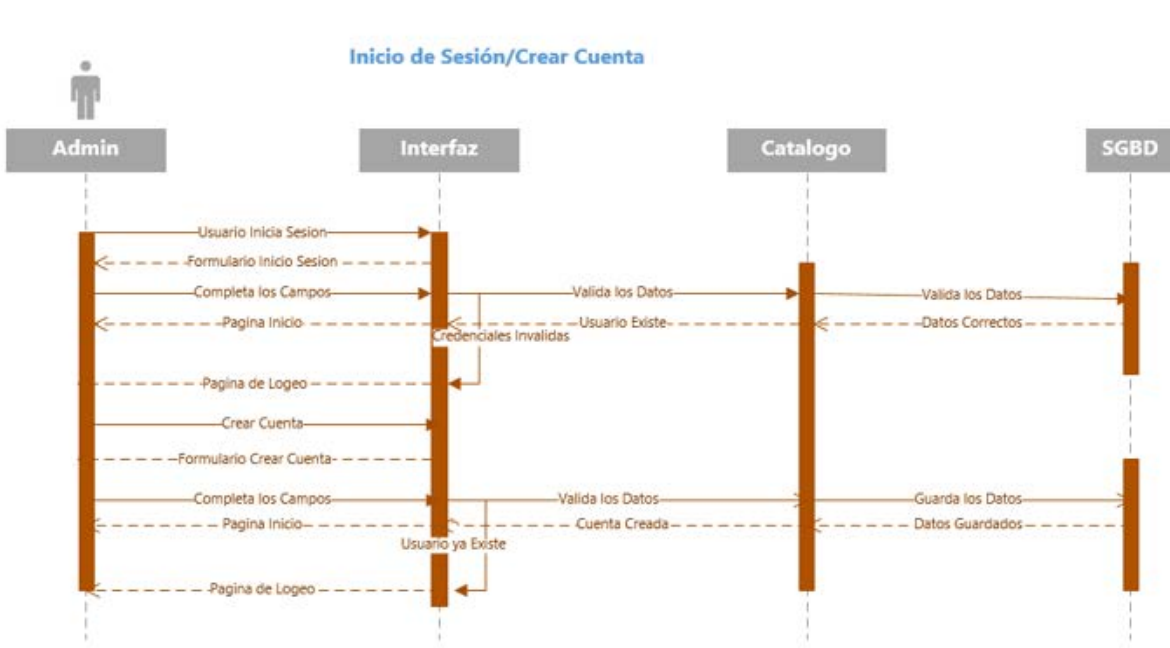 Inicio de Sesión/Crear Cuenta
Admin
Interfaz
Catalogo
SGBD
Usuario Inicia Sesion
Formulario Inicio Sesion
Completa los Campos
Valida los Datos
Valida los Datos
Pagina Inicio
Usuario Existe
Datos Correctos
Credenciales Invalidas
Pagina de Logeo
Crear Cuenta
Formulario Crear Cuenta
Completa los Campos
Valida los Datos
Guarda los Datos
Pagina Inicio
Cuenta Creada
Datos Guardados
Usuario ya Existe
Pagina de Logeo